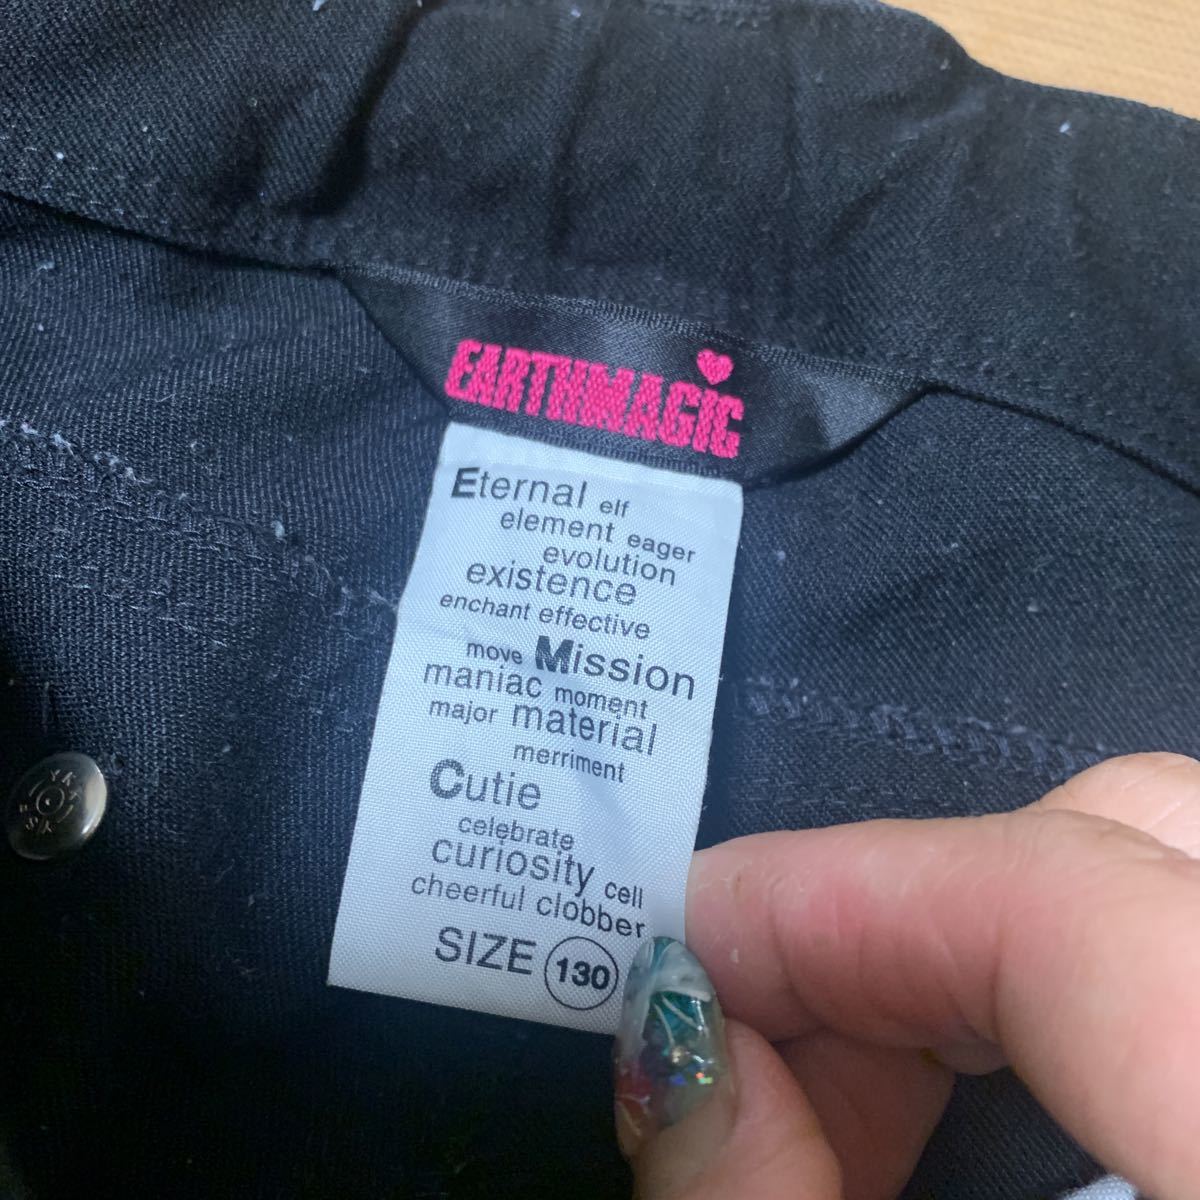 EARTHMAGIC
Eternal elf
element eager
evolution
existence
enchant effective
move Mission
maniac moment
major material
merriment
Cutie
celebrate
curiosity cell
cheerful clobber
SIZE 130